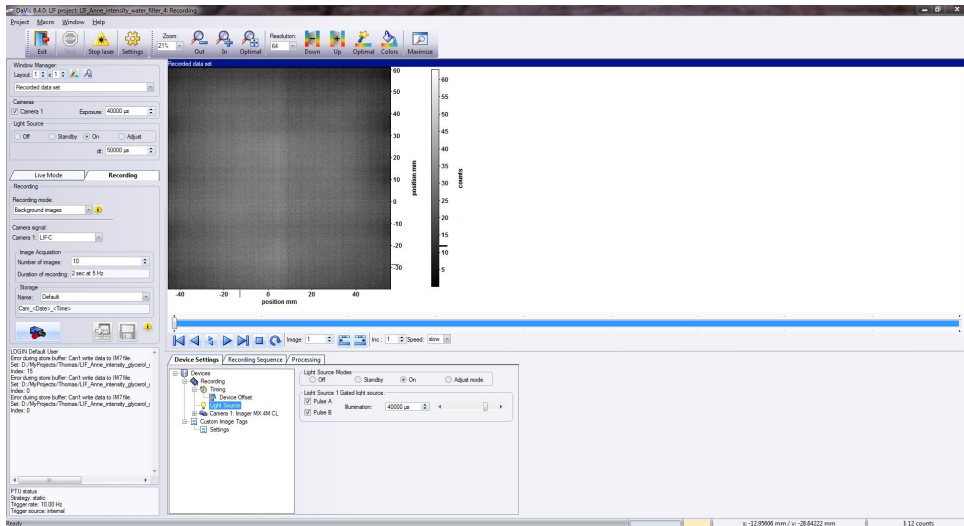 DaVis 8.4.0: LIF project: LIF_Anne_intensity_water_filter_4: Recording
Project Macro Window Help
Exit Stop laser Settings
Zoom: 21% Out In Optimal
Resolution: 64 Down Up Optimal Colors Maximize
Window Manager:
Layout: 1 x 1
Recorded data set
Cameras
Camera 1 Exposure: 40000 µs
Light Source
Off Standby On Adjust
dt: 50000 µs
Live Mode Recording
Recording
Recording mode:
Background images
Camera signal:
Camera 1: LIF-C
Image Acquistion
Number of images: 10
Duration of recording: 2 sec at 5 Hz
Storage
Name: Default
Cam_<Date>_<Time>
LOGIN Default User
Error during store buffer: Can't write data to IM7 file.
Set: D:/MyProjects/Thomas/LIF_Anne_intensity_glycerol_
Index: 15
Error during store buffer: Can't write data to IM7 file.
Set: D:/MyProjects/Thomas/LIF_Anne_intensity_glycerol_
Index: 0
Error during store buffer: Can't write data to IM7 file.
Set: D:/MyProjects/Thomas/LIF_Anne_intensity_glycerol_
Index: 0
PTU status
Strategy: static
Trigger rate: 10.00 Hz
Trigger source: internal
Recorded data set
60
50
40
30
20
10
0
-10
-20
-30
position mm
60
50
45
40
35
30
25
20
15
10
5
counts
-40 -20 0 20 40
position mm
Image: 1 Inc.: 1 Speed: slow
Device Settings Recording Sequence Processing
Devices
Recording
Timing
Device Offset
Light Source
Camera 1: Imager MX 4M CL
Custom Image Tags
Settings
Light Source Modes
Off Standby On Adjust mode
Light Source 1 Gated light source:
Pulse A
Pulse B
Illumination: 40000 µs
Ready
x: -12.95606 mm / y: -28.84222 mm
I: 12 counts